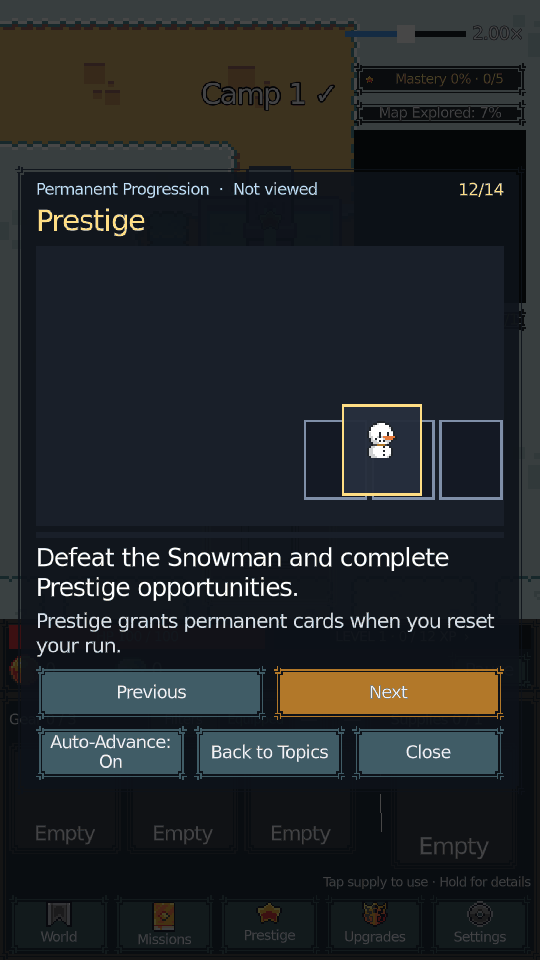 2.00×
Mastery 0% · 0/5
Camp 1 ✓
Map Explored: 7%
Permanent Progression · Not viewed
12/14
Prestige
Defeat the Snowman and complete
Prestige opportunities.
Prestige grants permanent cards when you reset
your run.
Previous
Next
Auto-Advance:
On
Back to Topics
Close
Empty
Empty
Empty
Empty
Tap supply to use · Hold for details
World
Missions
Prestige
Upgrades
Settings